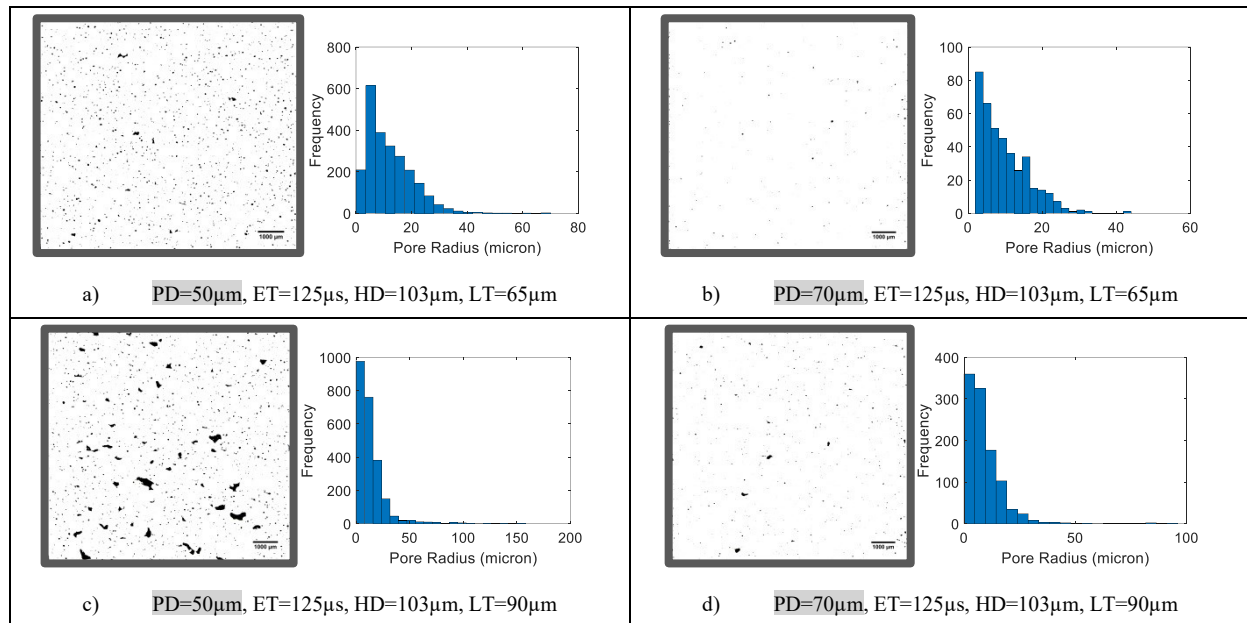 800
600
400
200
0
Frequency
0 20 40 60 80
Pore Radius (micron)
1000 µm
a) PD=50µm, ET=125µs, HD=103µm, LT=65µm
100
80
60
40
20
0
Frequency
0 20 40 60
Pore Radius (micron)
1000 µm
b) PD=70µm, ET=125µs, HD=103µm, LT=65µm
1000
800
600
400
200
0
Frequency
0 50 100 150 200
Pore Radius (micron)
1000 µm
c) PD=50µm, ET=125µs, HD=103µm, LT=90µm
400
300
200
100
0
Frequency
0 50 100
Pore Radius (micron)
1000 µm
d) PD=70µm, ET=125µs, HD=103µm, LT=90µm